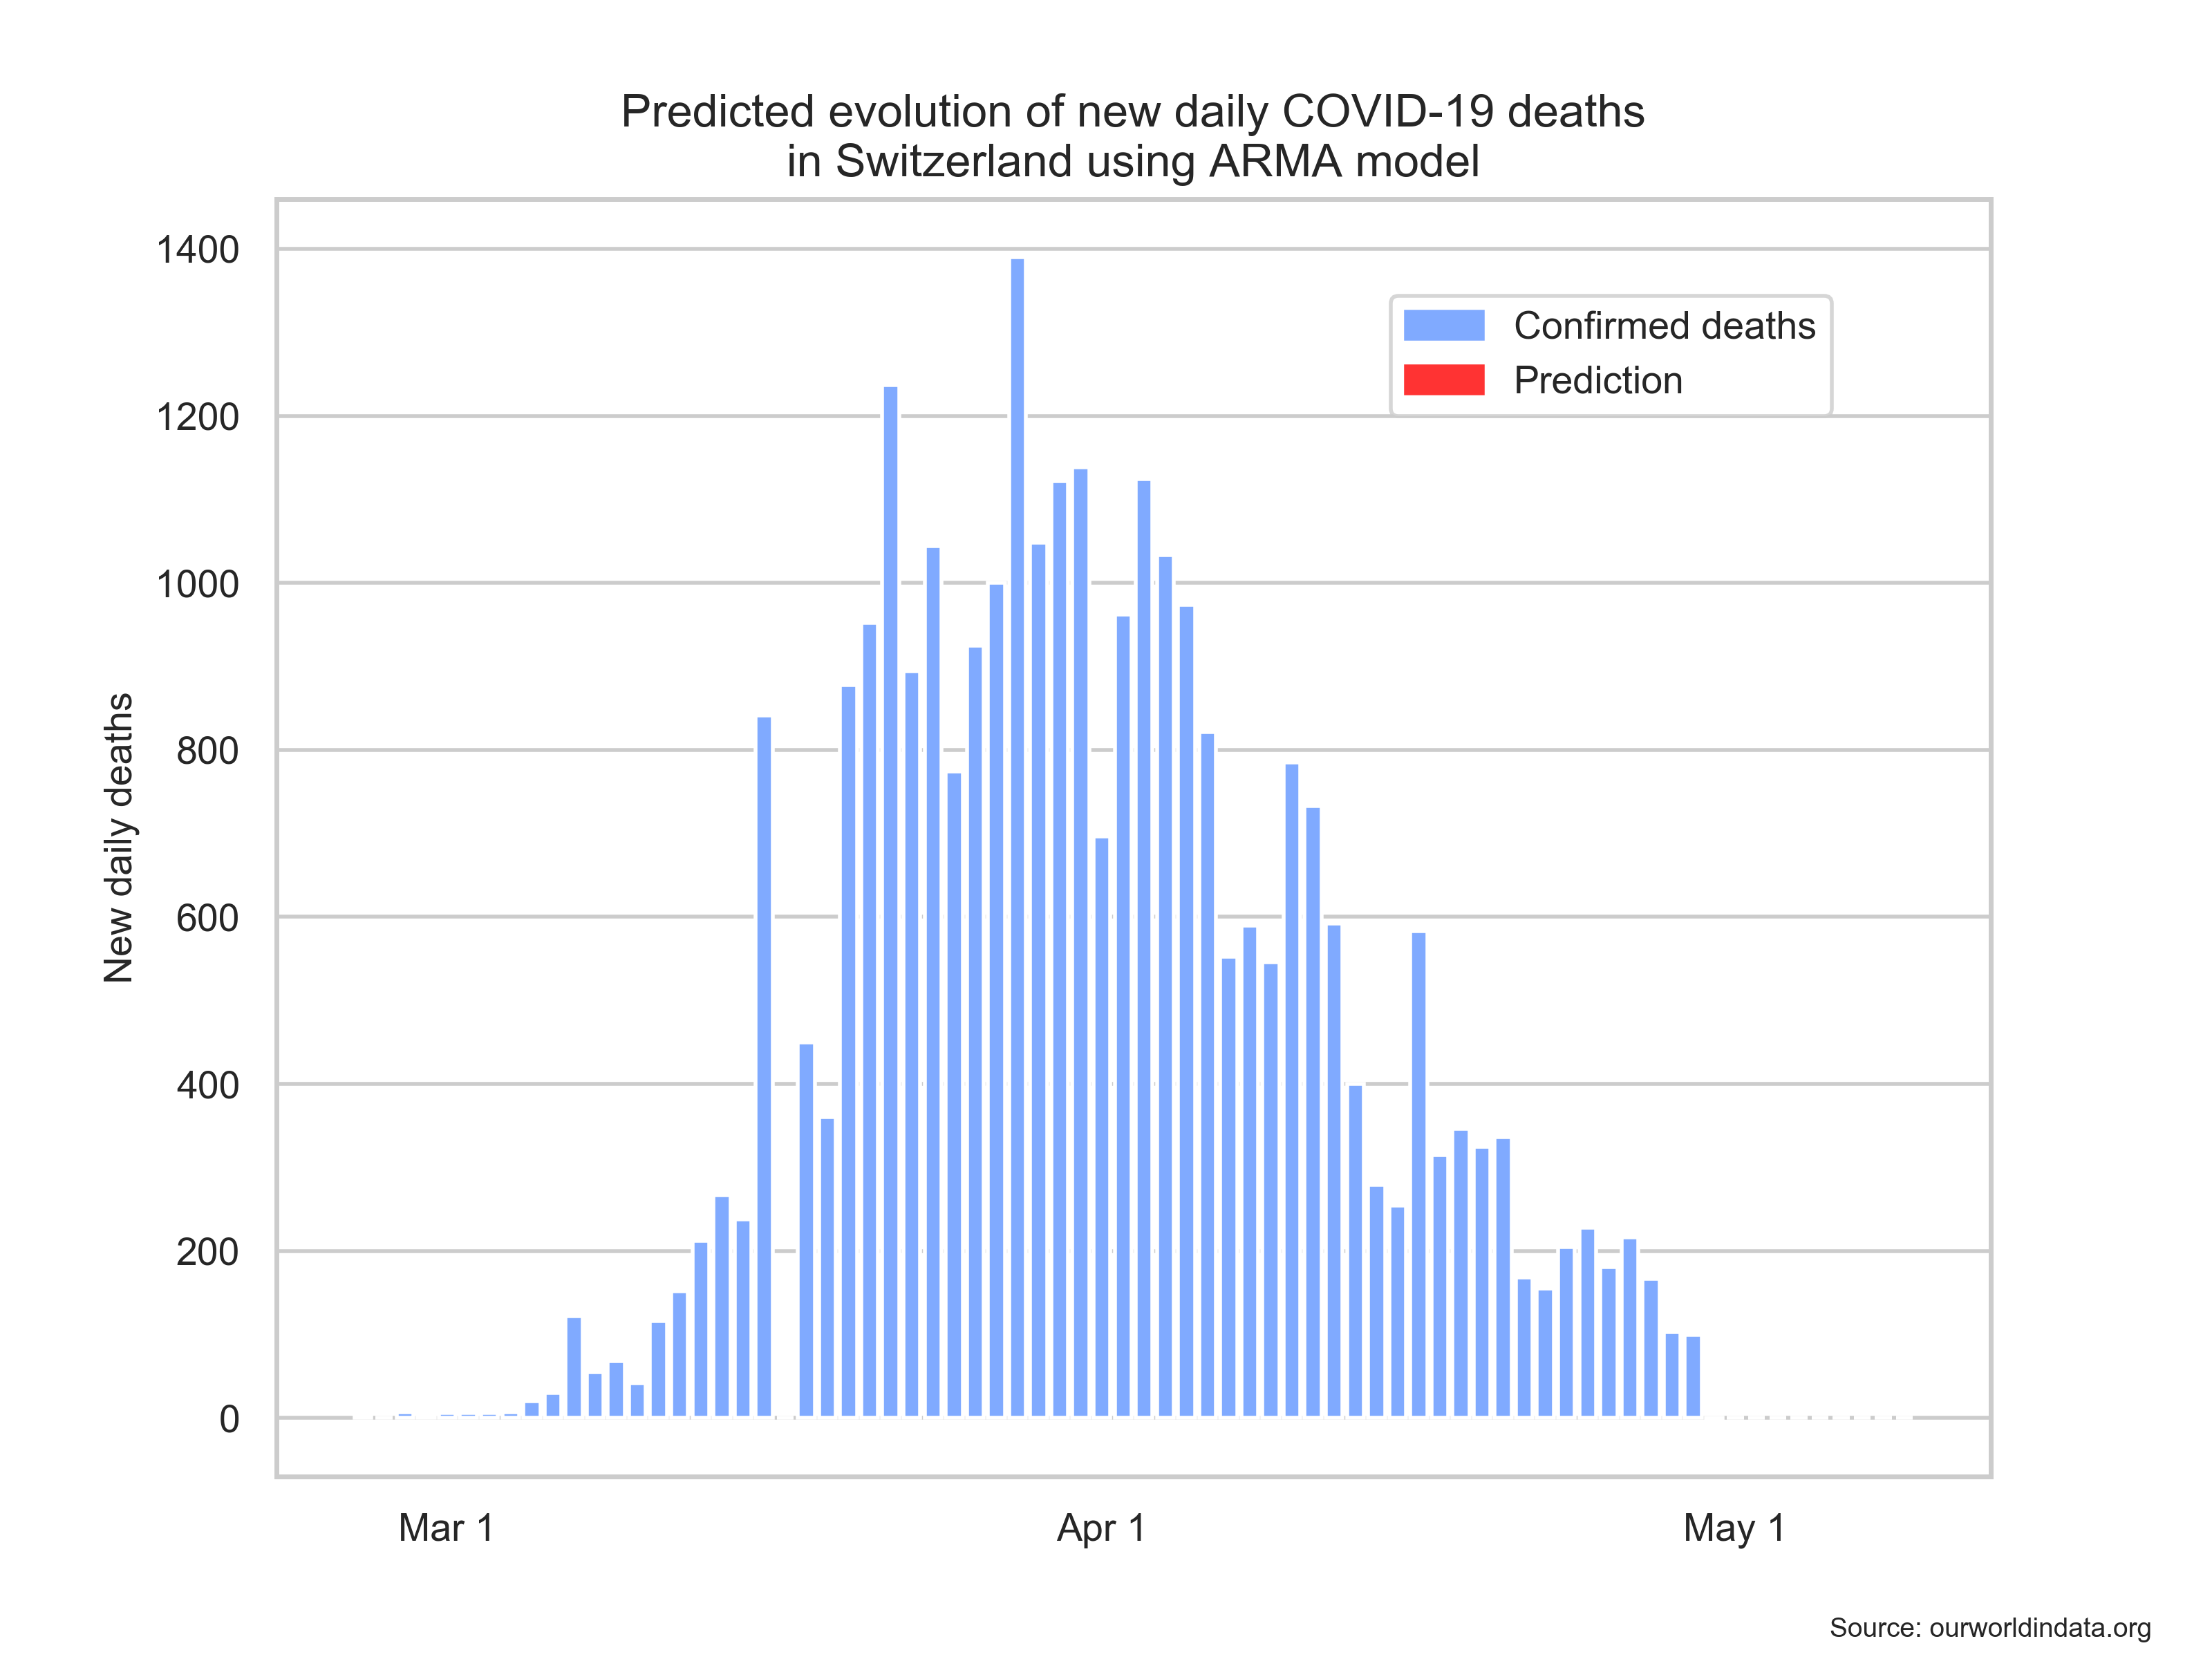 Predicted evolution of new daily COVID-19 deaths
in Switzerland using ARMA model
1400
1200
1000
800
600
400
200
0
New daily deaths
Confirmed deaths
Prediction
Mar 1
Apr 1
May 1
Source: ourworldindata.org